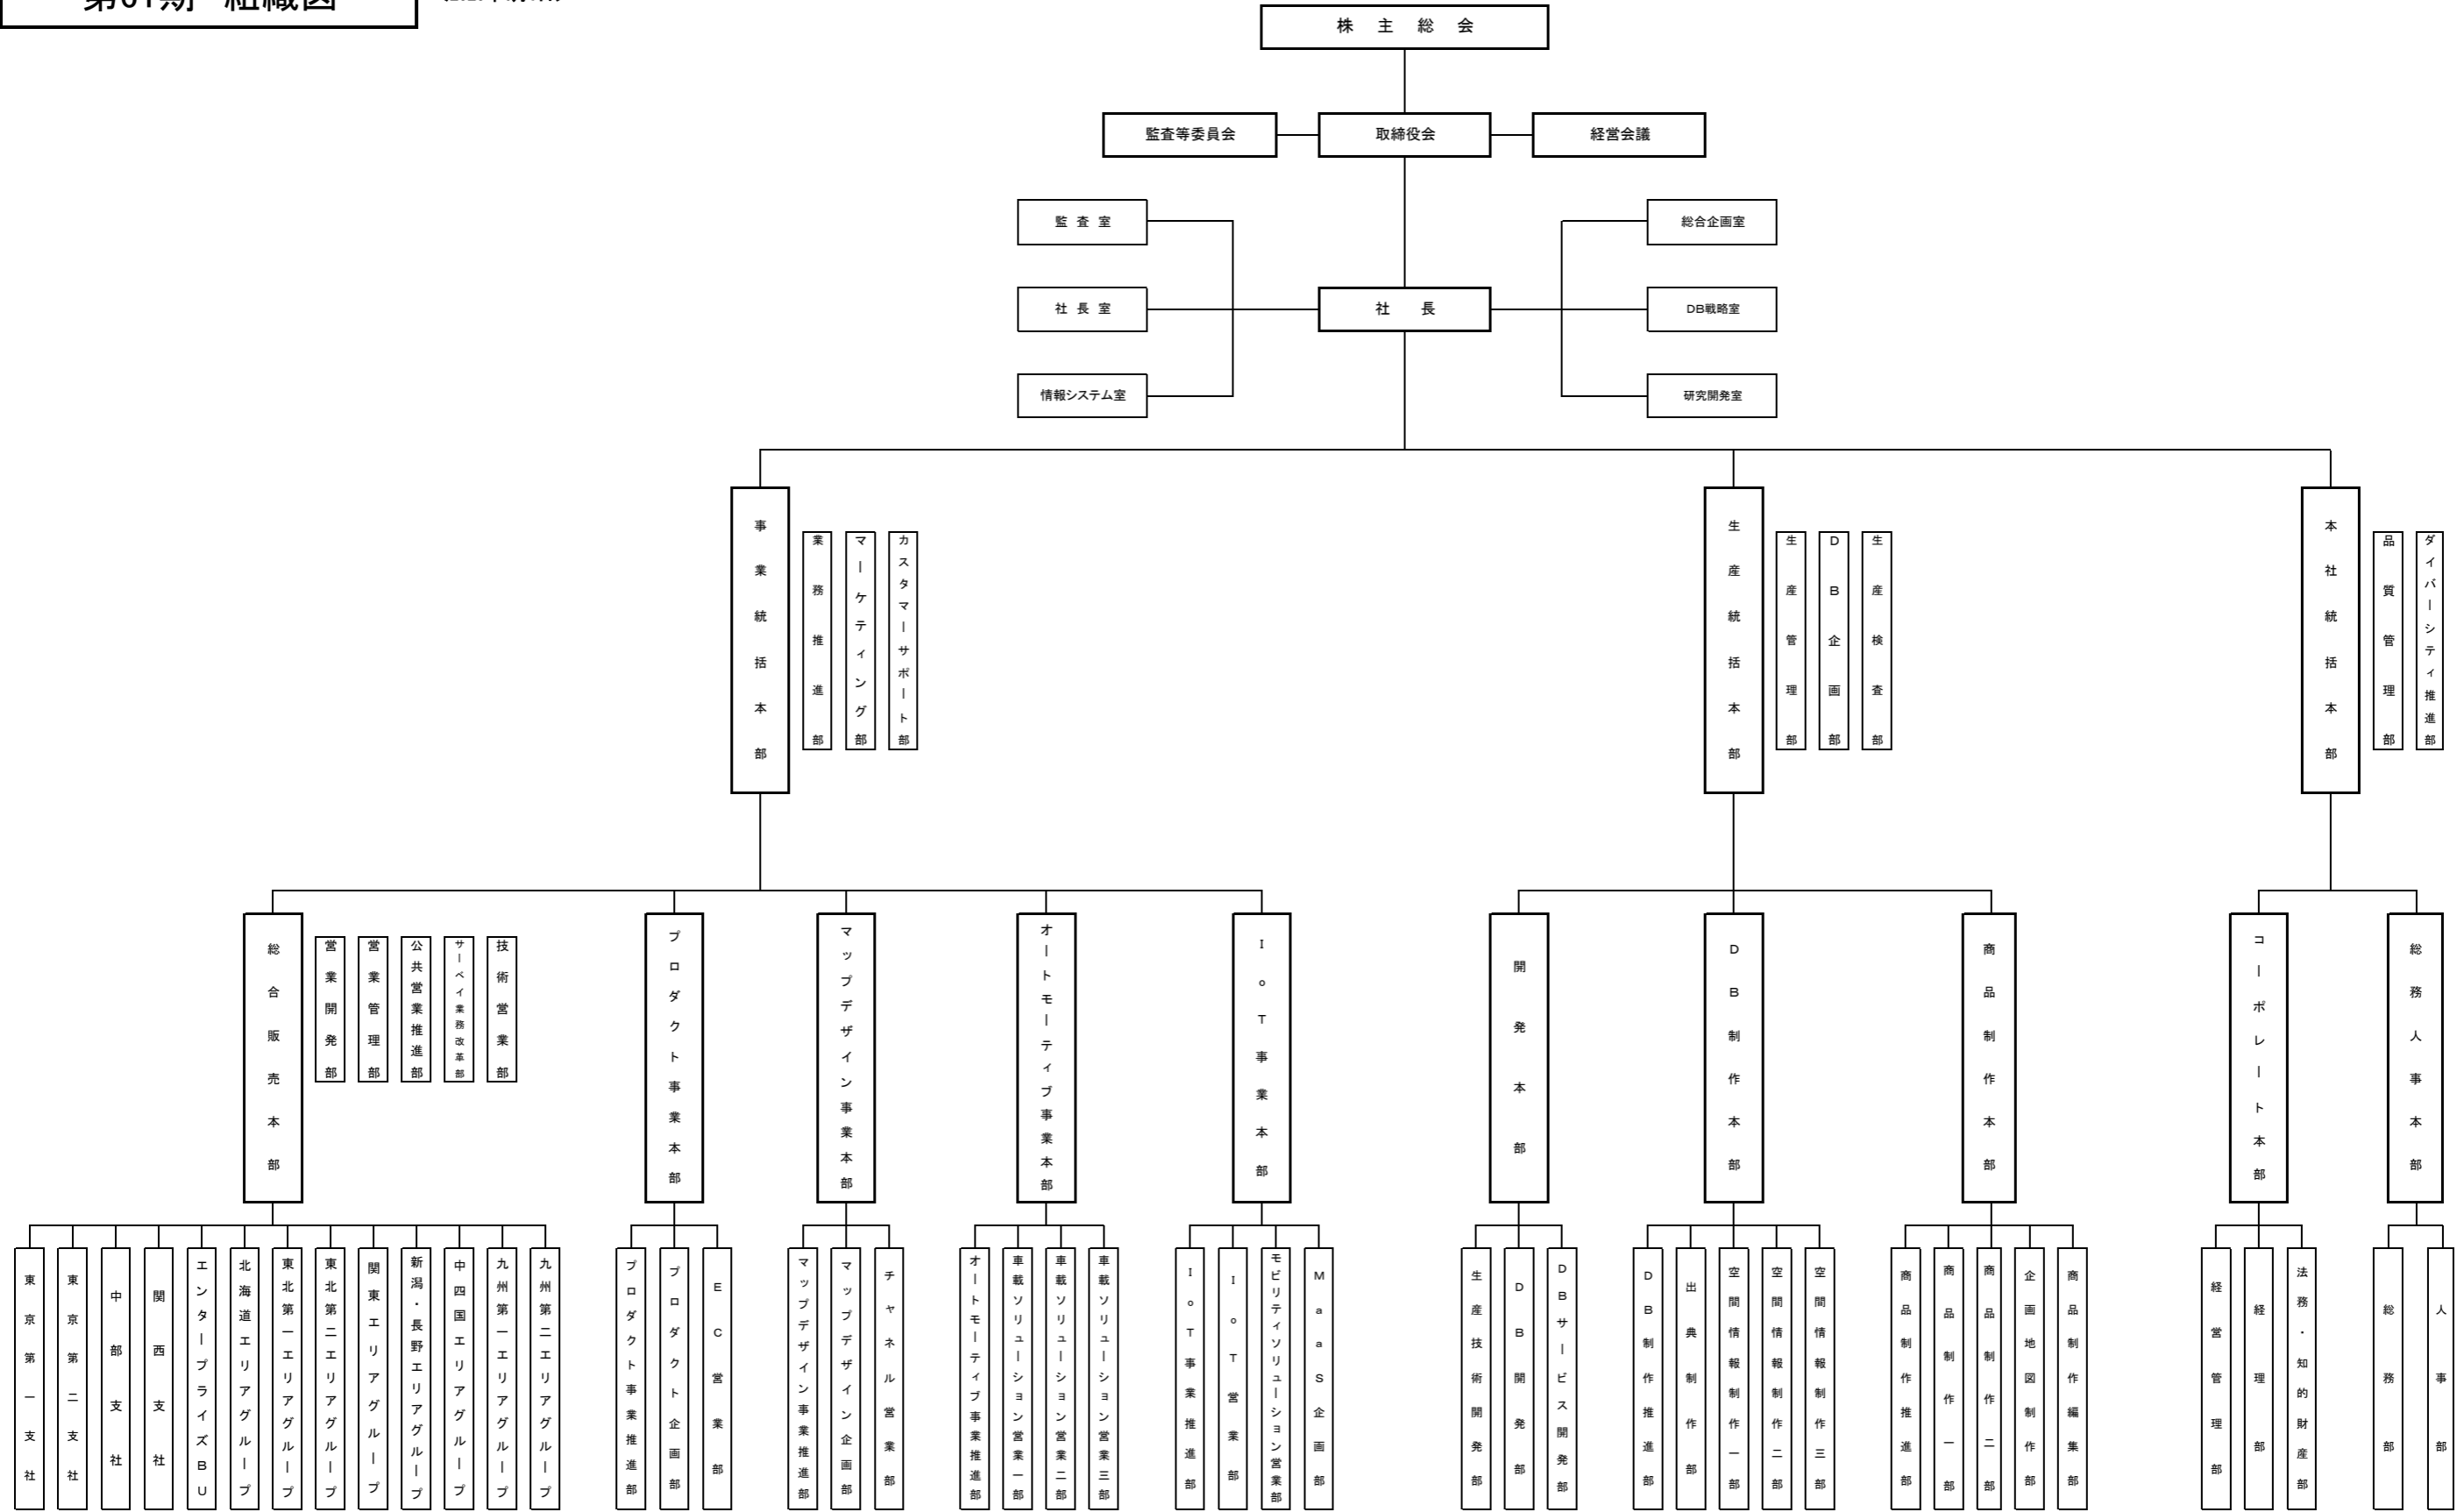 組織図
株主総会
監査等委員会
取締役会
経営会議
監査室
総合企画室
社長室
社長
DB戦略室
情報システム室
研究開発室
事業統括本部
業務推進部
マーケティング部
カスタマーサポート部
生産統括本部
生産管理部
DB企画部
生産検査部
本社統括本部
品質管理部
ダイバーシティ推進部
総合販売本部
営業開発部
営業管理部
公共営業推進部
サーベイ業務改革部
技術営業部
プロダクト事業本部
マップデザイン事業本部
オートモーティブ事業本部
IoT事業本部
開発本部
DB制作本部
商品制作本部
コーポレート本部
総務人事本部
東京第一支社
東京第二支社
中部支社
関西支社
エンタープライズBU
北海道エリアグループ
東北第一エリアグループ
東北第二エリアグループ
関東エリアグループ
新潟・長野エリアグループ
中四国エリアグループ
九州第一エリアグループ
九州第二エリアグループ
プロダクト事業推進部
プロダクト企画部
EC営業部
マップデザイン事業推進部
マップデザイン企画部
チャネル営業部
オートモーティブ事業推進部
車載ソリューション営業一部
車載ソリューション営業二部
車載ソリューション営業三部
IoT事業推進部
IoT営業部
モビリティソリューション営業部
MaaS企画部
生産技術開発部
DB開発部
DBサービス開発部
DB制作推進部
出典制作部
空間情報制作一部
空間情報制作二部
空間情報制作三部
商品制作推進部
商品制作一部
商品制作二部
企画地図制作部
商品制作編集部
経営管理部
経理部
法務・知的財産部
総務部
人事部